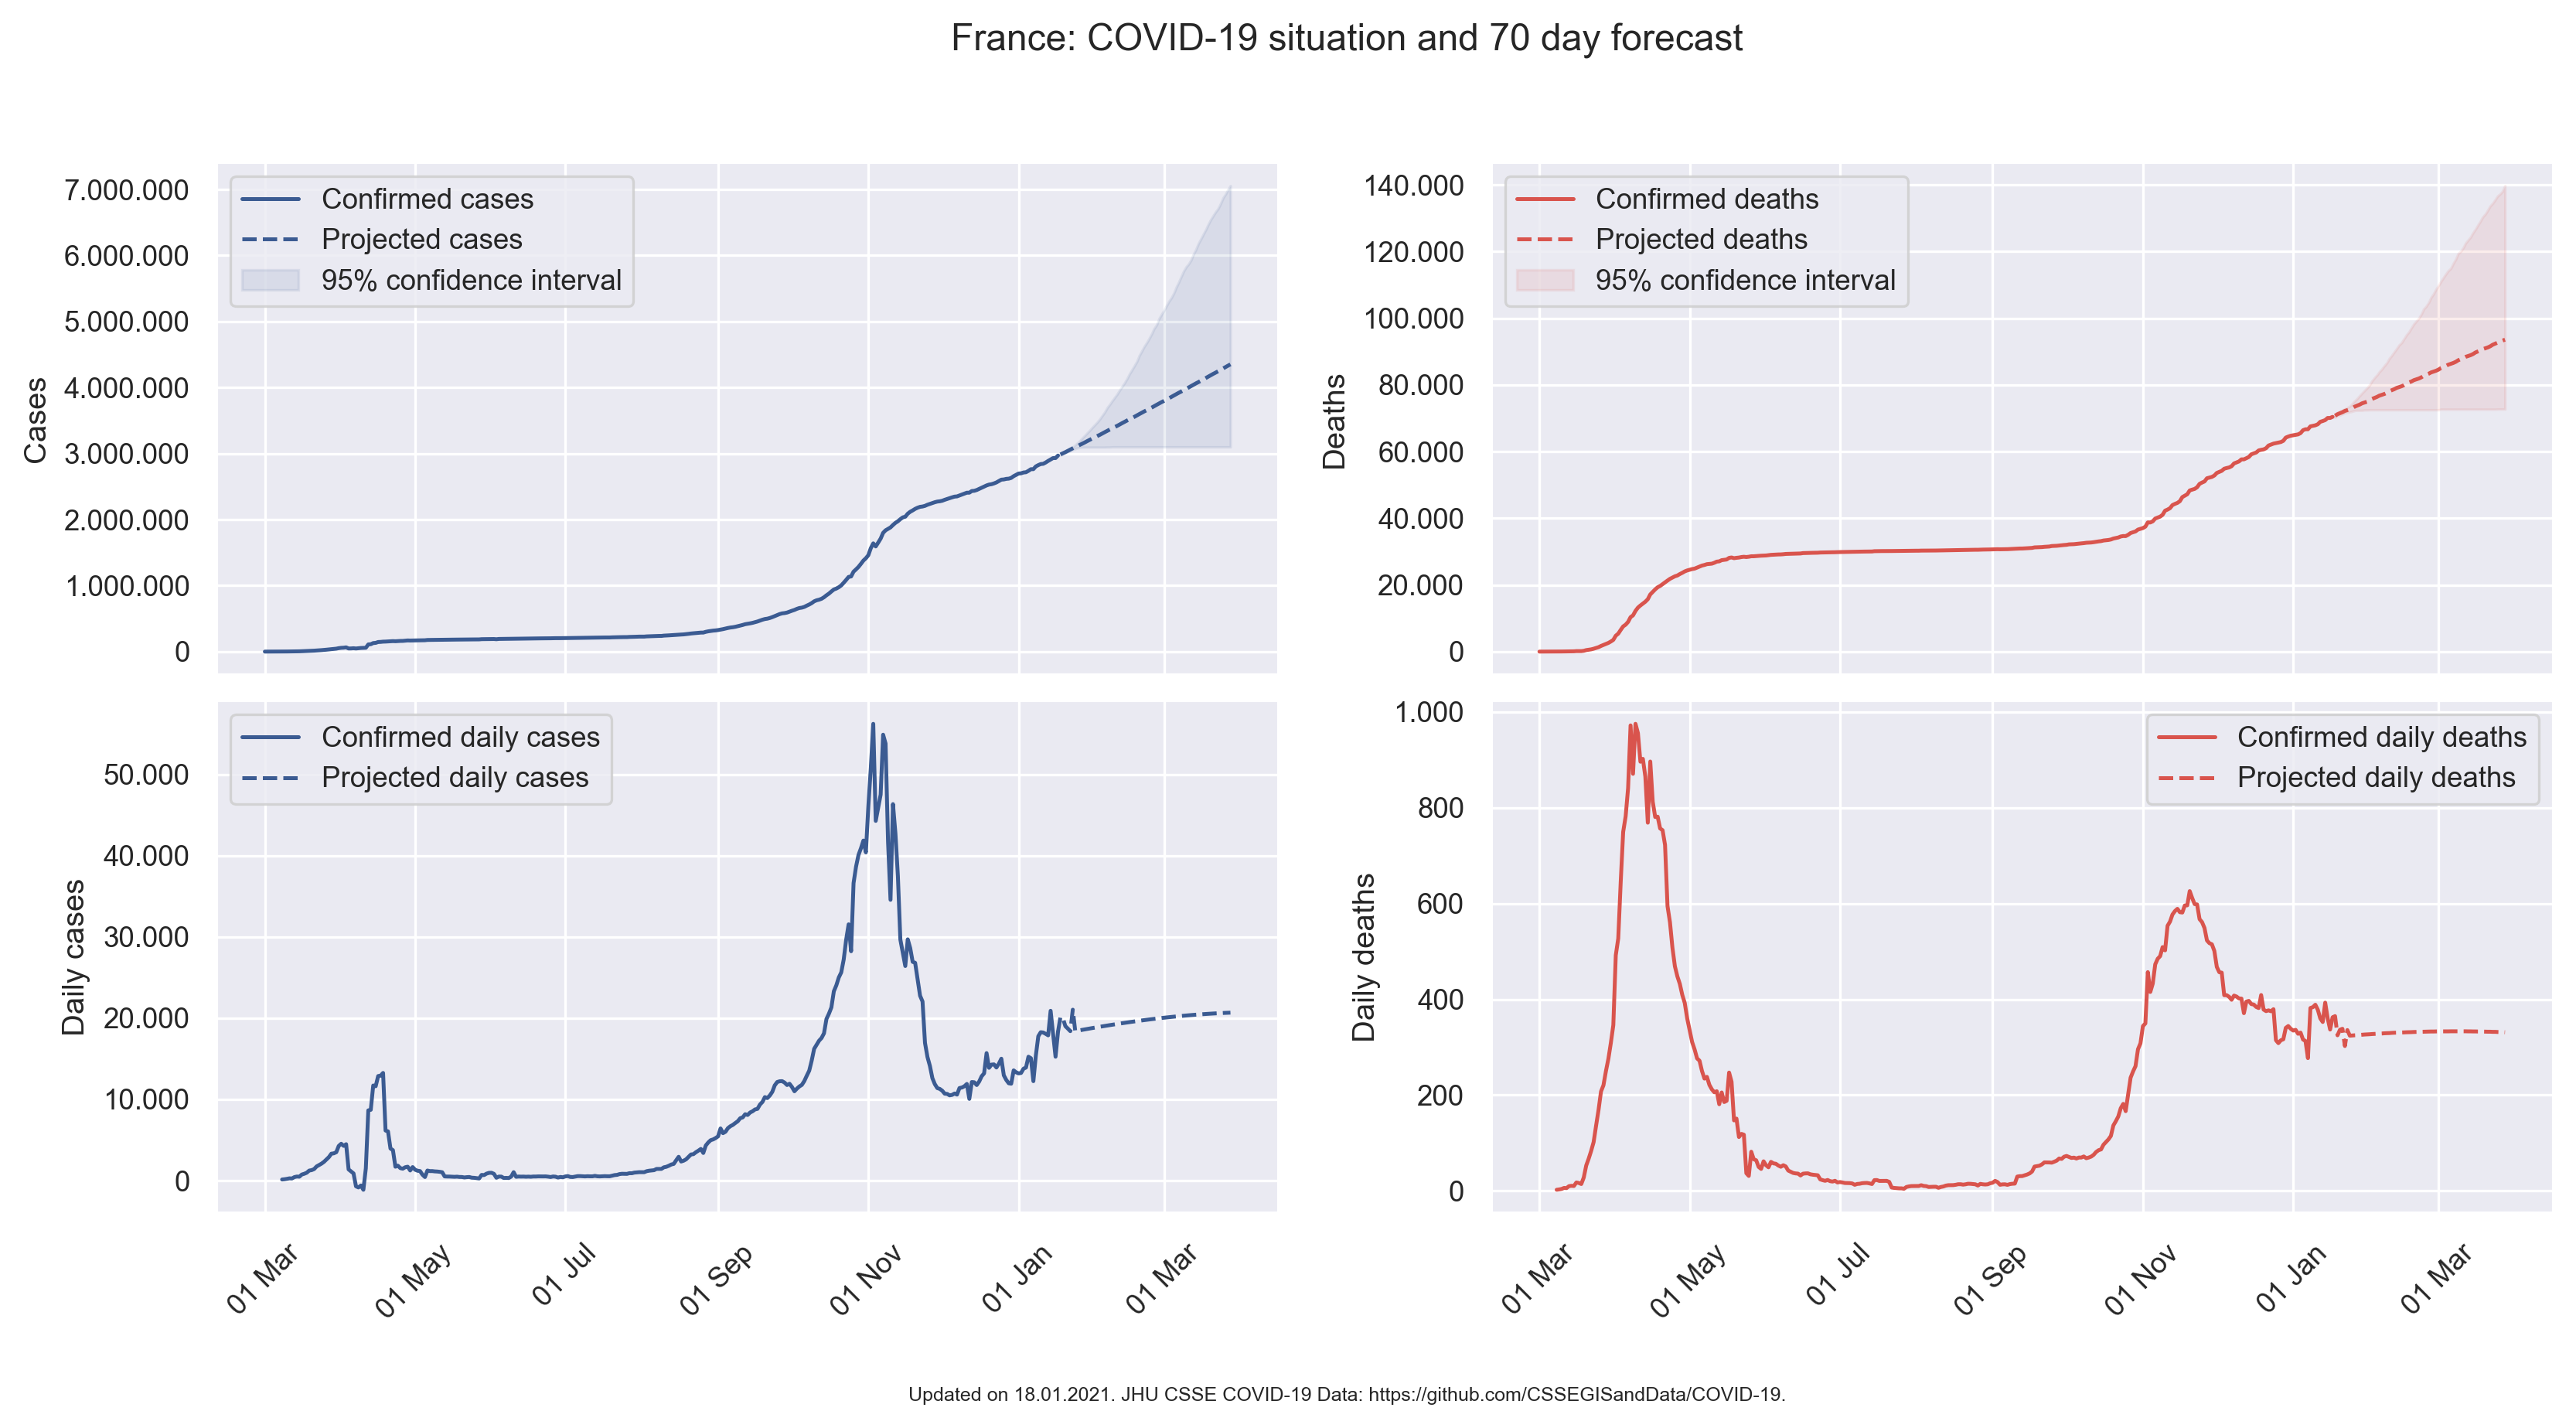 France: COVID-19 situation and 70 day forecast
Confirmed cases
Projected cases
95% confidence interval
7.000.000
6.000.000
5.000.000
4.000.000
3.000.000
2.000.000
1.000.000
0
Cases
Confirmed deaths
Projected deaths
95% confidence interval
140.000
120.000
100.000
80.000
60.000
40.000
20.000
0
Deaths
Confirmed daily cases
Projected daily cases
50.000
40.000
30.000
20.000
10.000
0
Daily cases
01 Mar
01 May
01 Jul
01 Sep
01 Nov
01 Jan
01 Mar
Confirmed daily deaths
Projected daily deaths
1.000
800
600
400
200
0
Daily deaths
01 Mar
01 May
01 Jul
01 Sep
01 Nov
01 Jan
01 Mar
Updated on 18.01.2021. JHU CSSE COVID-19 Data: https://github.com/CSSEGISandData/COVID-19.